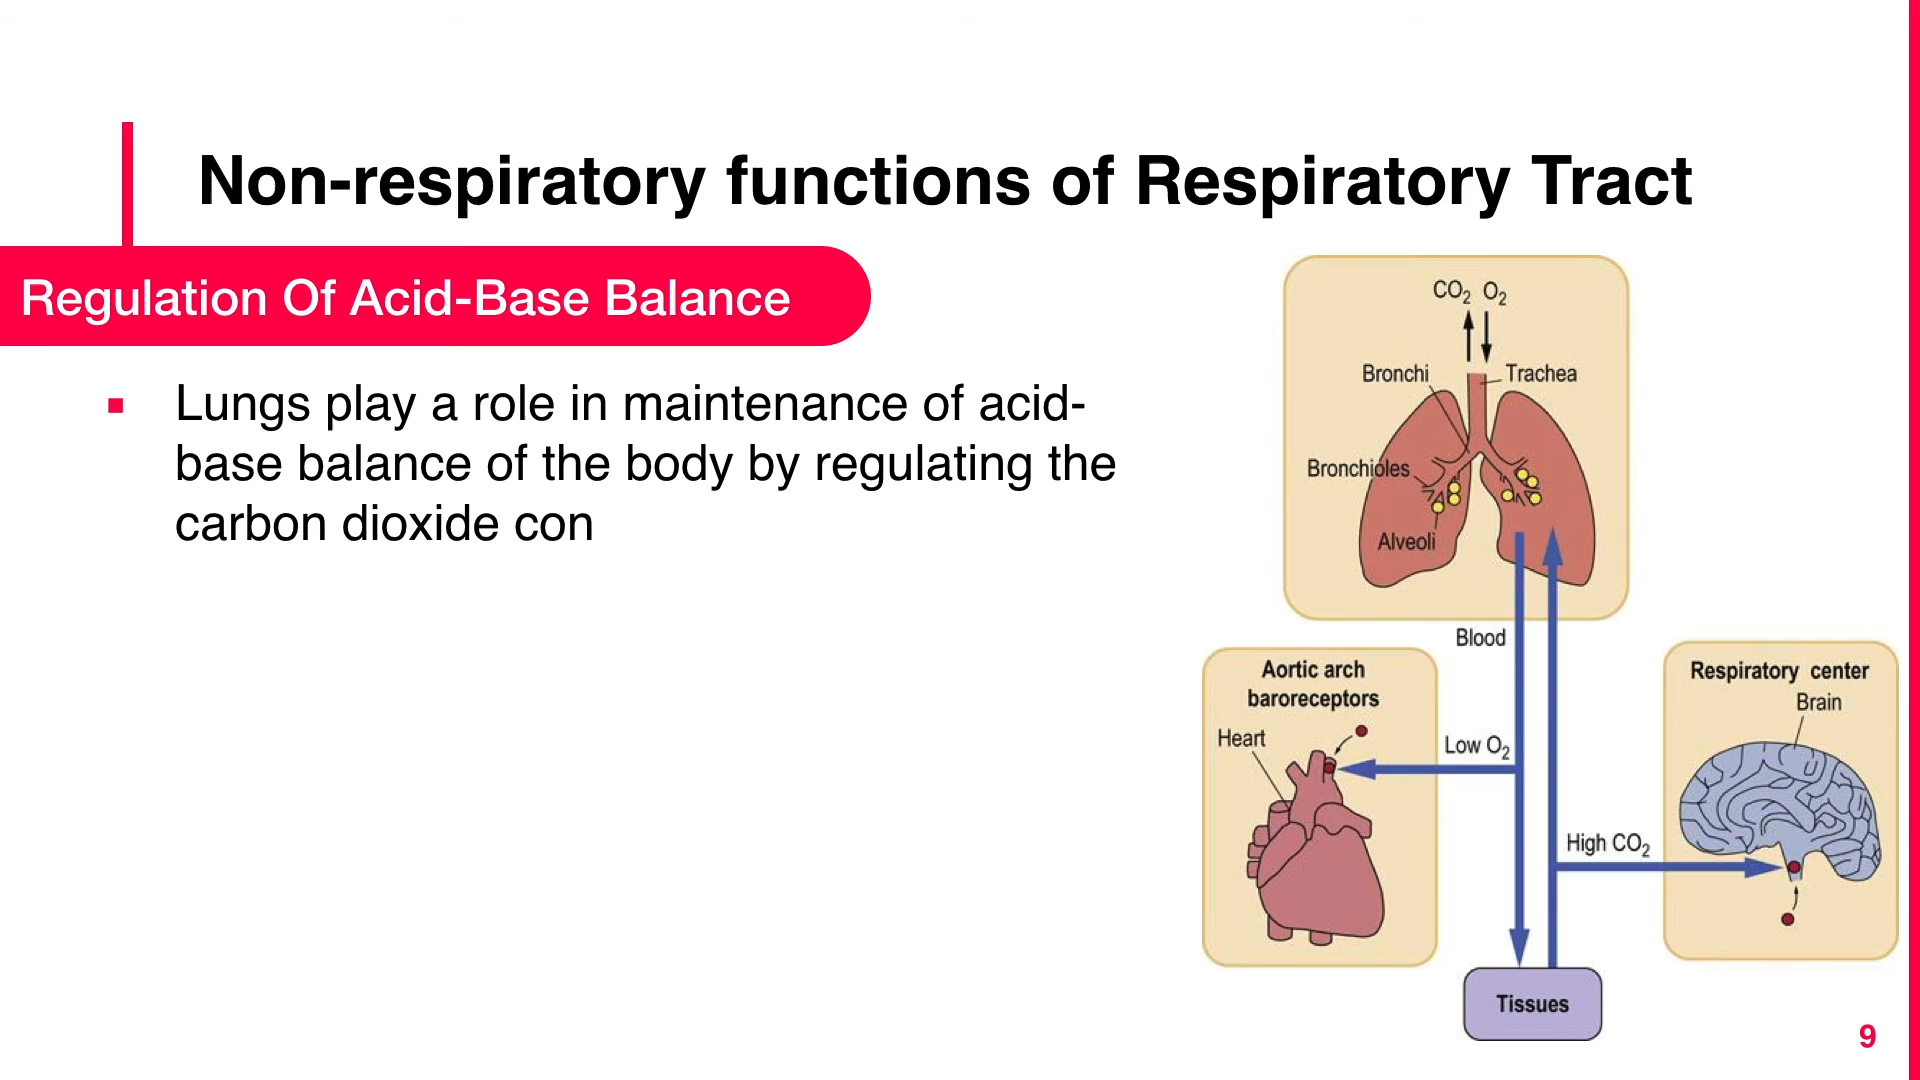 Non-respiratory functions of Respiratory Tract
Regulation Of Acid-Base Balance
Lungs play a role in maintenance of acid-
base balance of the body by regulating the
carbon dioxide con
CO₂ O₂
Bronchi
Trachea
Bronchioles
Alveoli
Blood
Aortic arch
baroreceptors
Heart
Low O₂
Respiratory center
Brain
High CO₂
Tissues
9